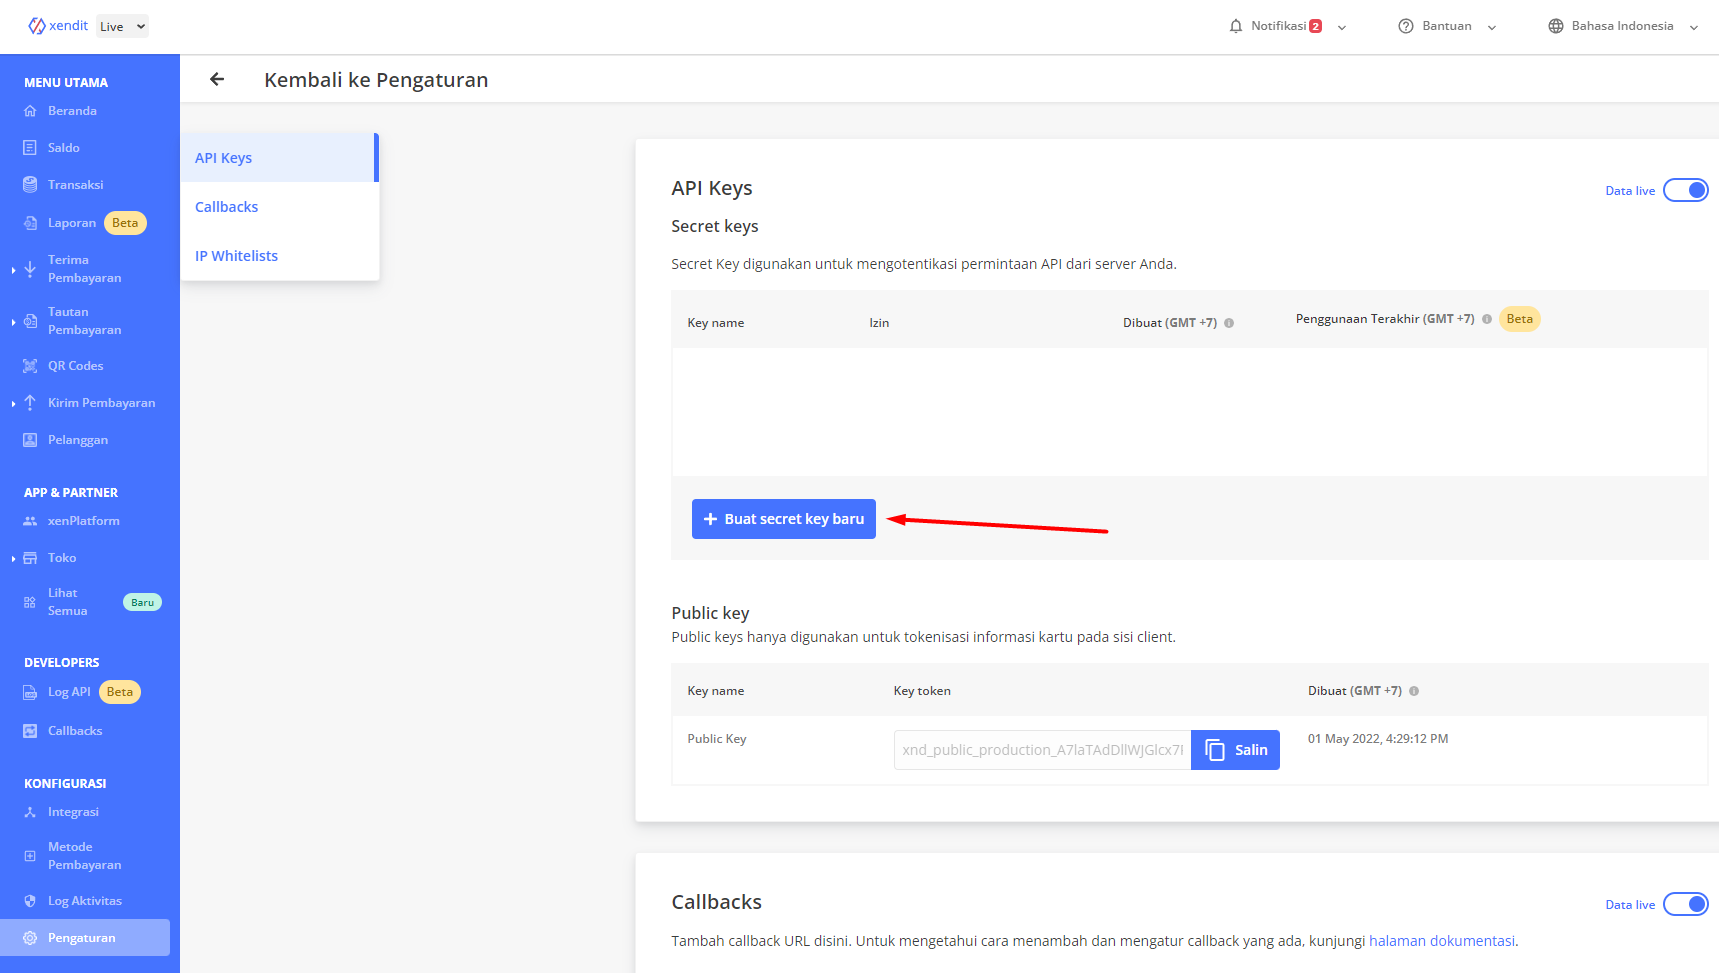 xendit Live
Notifikasi 2
Bantuan
Bahasa Indonesia
MENU UTAMA
Beranda
Saldo
Transaksi
Laporan Beta
Terima
Pembayaran
Tautan
Pembayaran
QR Codes
Kirim Pembayaran
Pelanggan
APP & PARTNER
xenPlatform
Toko
Lihat
Semua
Baru
DEVELOPERS
Log API Beta
Callbacks
KONFIGURASI
Integrasi
Metode
Pembayaran
Log Aktivitas
Pengaturan
Kembali ke Pengaturan
API Keys
Callbacks
IP Whitelists
API Keys
Data live
Secret keys
Secret Key digunakan untuk mengotentikasi permintaan API dari server Anda.
Key name Izin Dibuat (GMT +7) Penggunaan Terakhir (GMT +7) Beta
+ Buat secret key baru
Public key
Public keys hanya digunakan untuk tokenisasi informasi kartu pada sisi client.
Key name Key token Dibuat (GMT +7)
Public Key Salin 01 May 2022, 4:29:12 PM
Callbacks
Data live
Tambah callback URL disini. Untuk mengetahui cara menambah dan mengatur callback yang ada, kunjungi halaman dokumentasi.